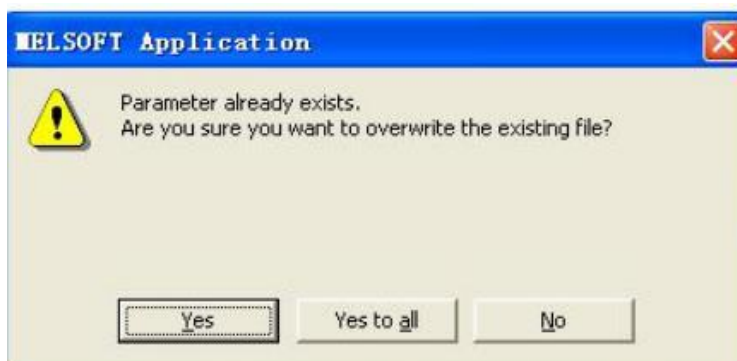 MELSOFT Application
Parameter already exists.
Are you sure you want to overwrite the existing file?
Yes
Yes to all
No